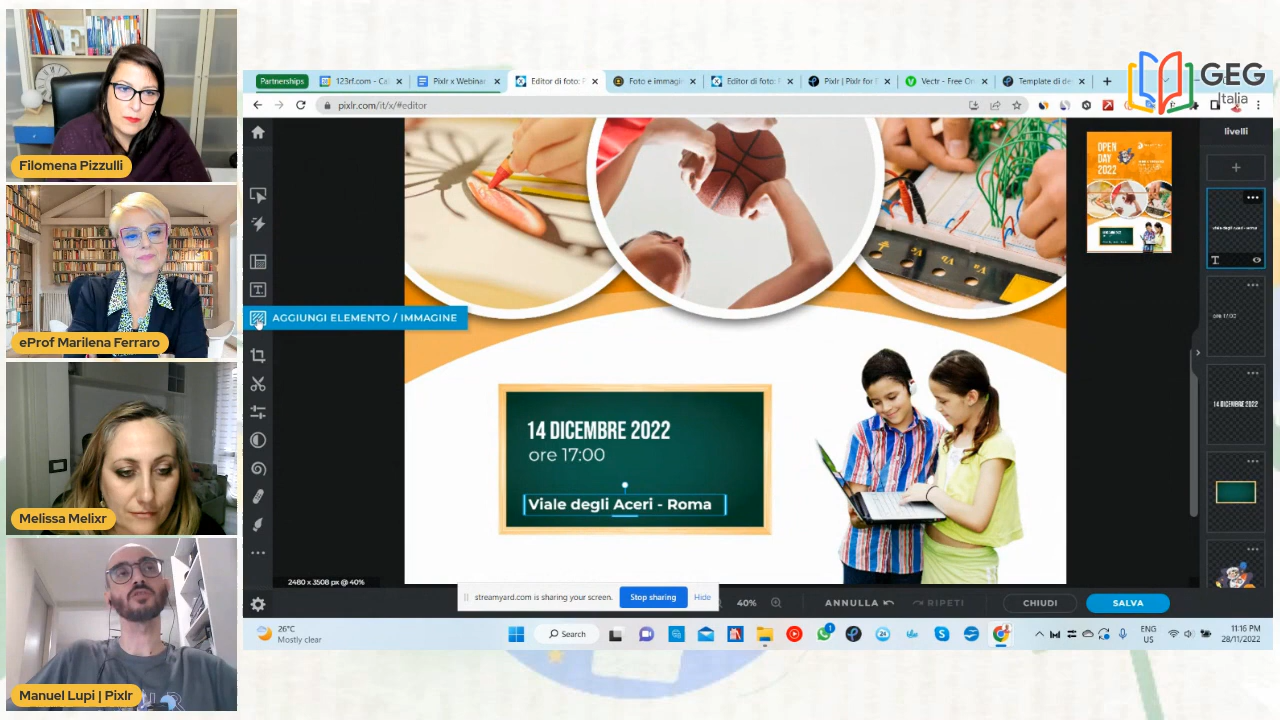 Filomena Pizzulli
eProf Marilena Ferraro
Melissa Melixr
Manuel Lupi | Pixlr
GEG
Italia
Partnerships
123rf.com - Ca
Pixlr x Webinar
Editor di foto: P
Foto e immagin
Editor di foto:
Pixlr | Pixlr for E
Vectr - Free On
Template di de
pixlr.com/it/x/#editor
livelli
OPEN
DAY
2022
AGGIUNGI ELEMENTO / IMMAGINE
14 DICEMBRE 2022
ore 17:00
Viale degli Aceri - Roma
ore 17:00
14 DICEMBRE 2022
2480 x 3508 px @ 40%
streamyard.com is sharing your screen.
Stop sharing
Hide
40%
ANNULLA
RIPETI
CHIUDI
SALVA
26°C
Mostly clear
Search
1
24
ENG
US
11:16 PM
28/11/2022